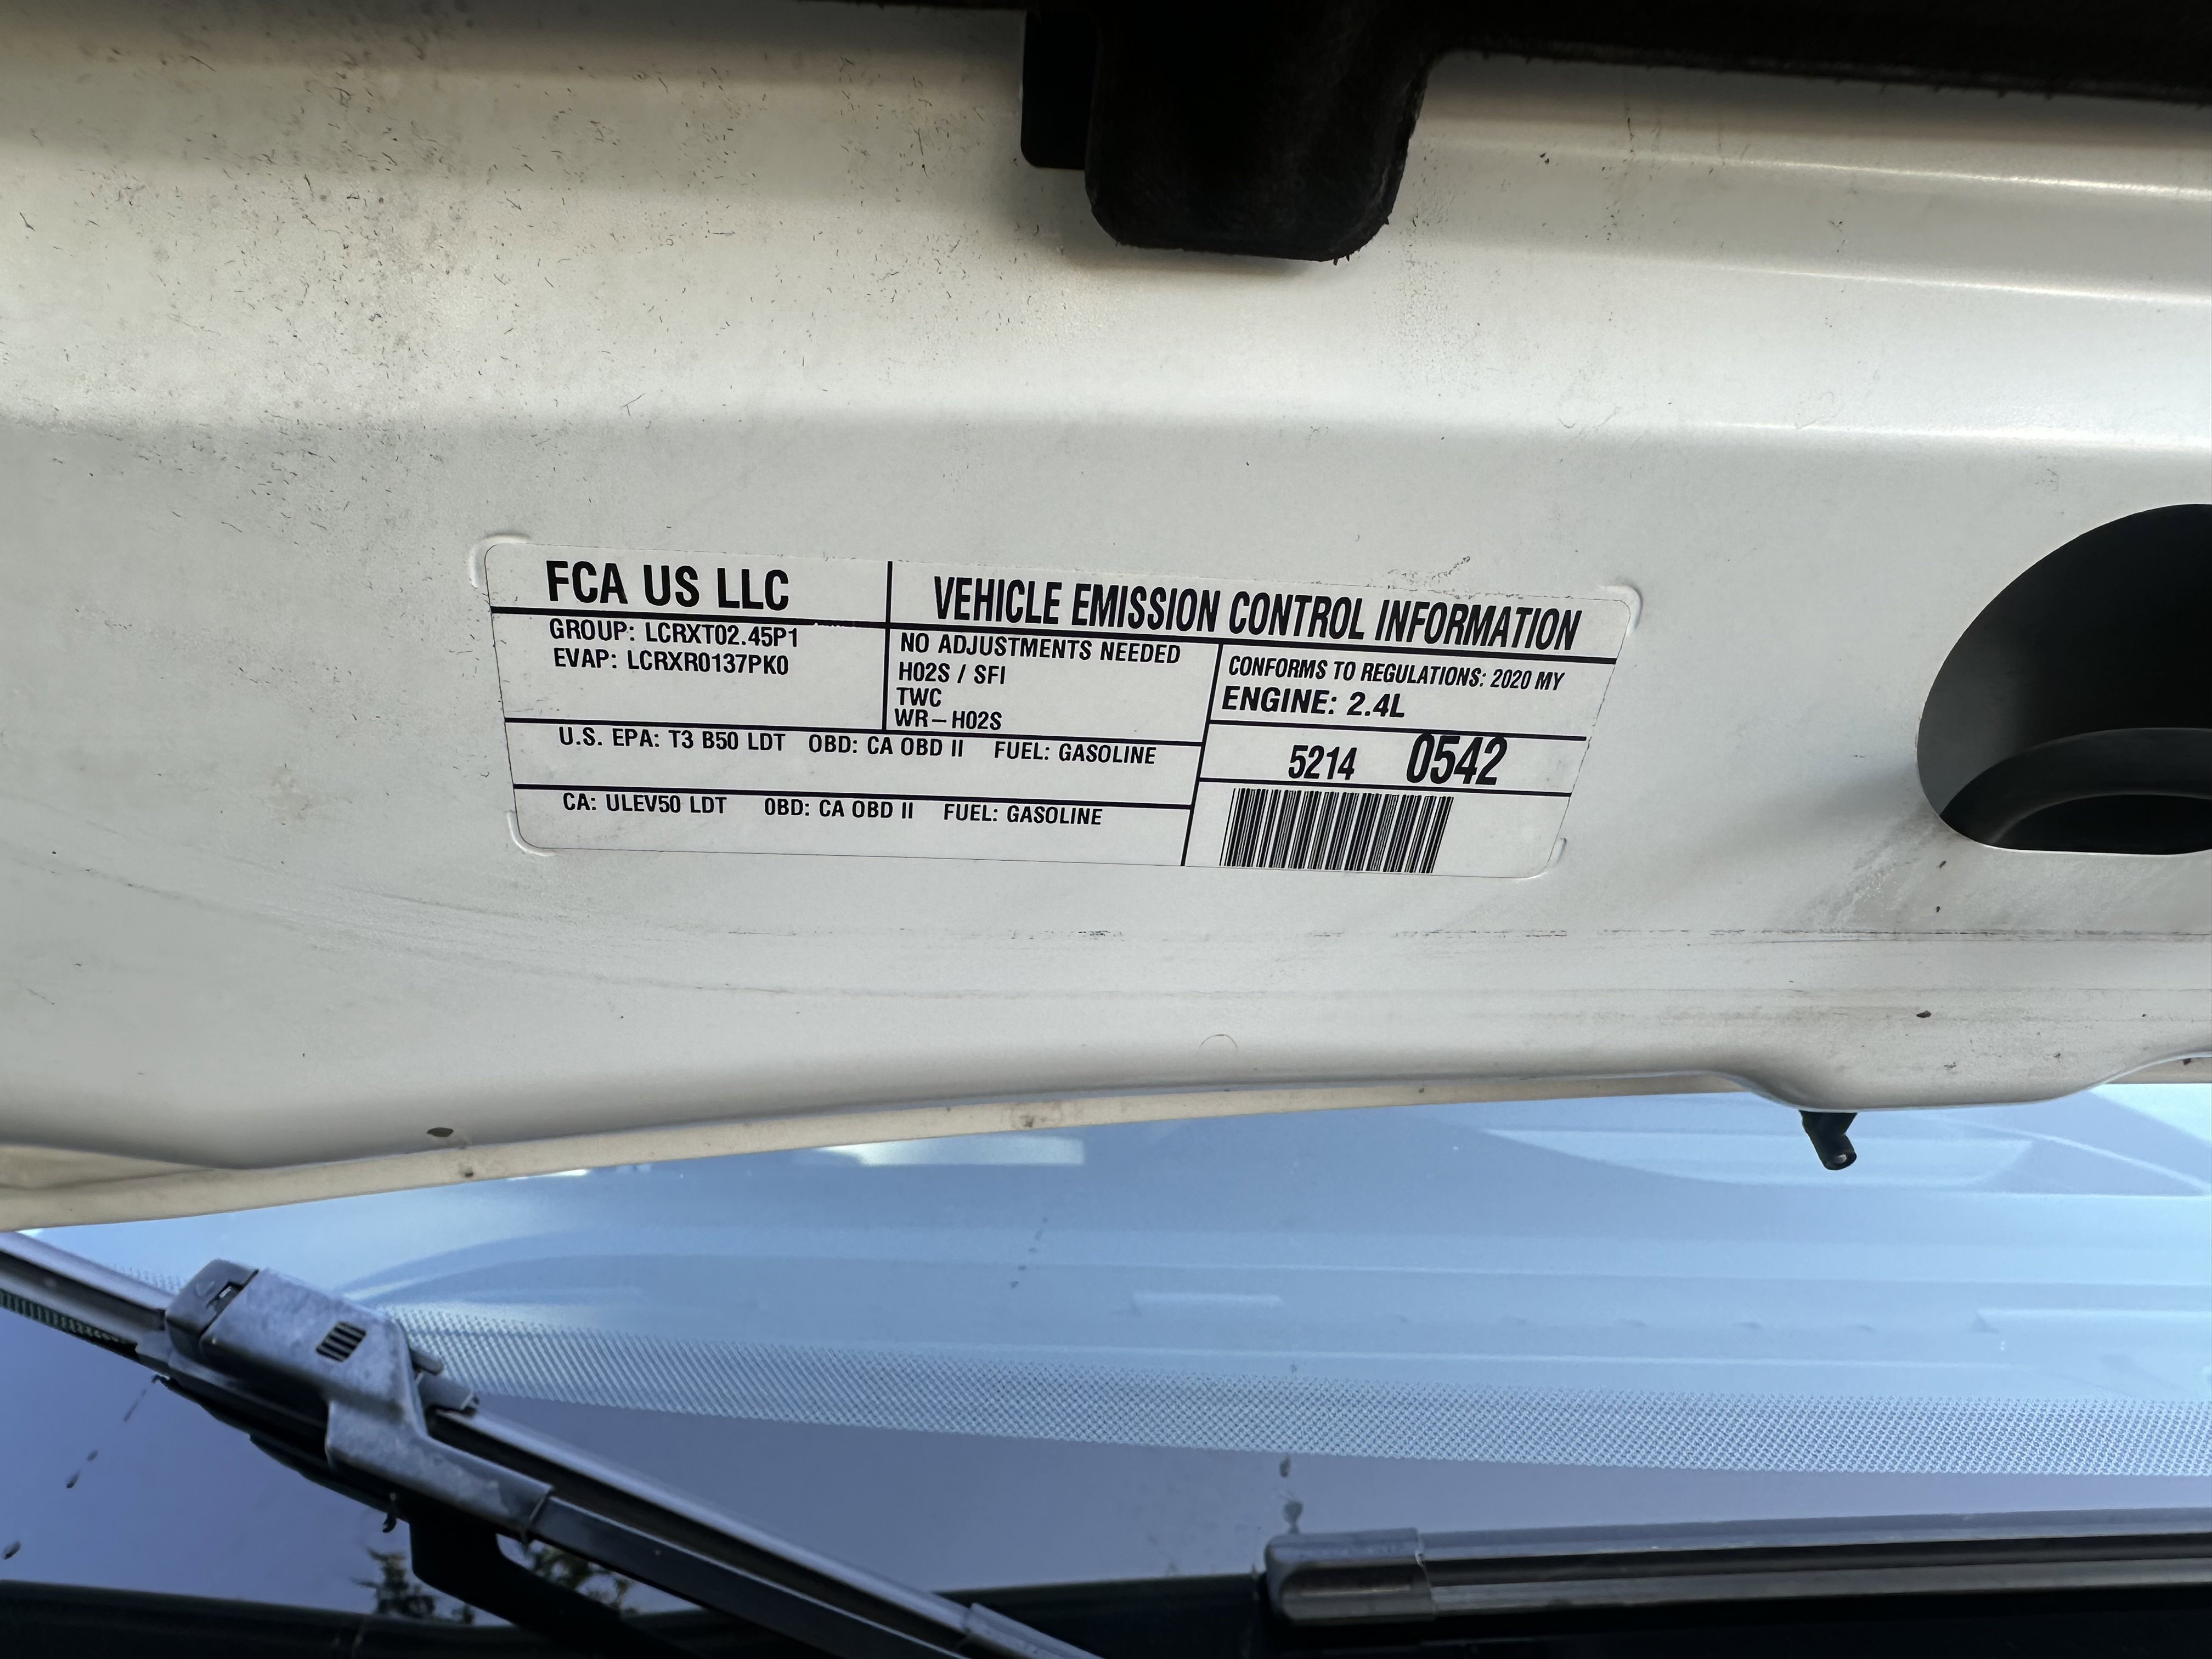 FCA US LLC
VEHICLE EMISSION CONTROL INFORMATION
GROUP: LCRXT02.45P1
EVAP: LCRXR0137PK0
NO ADJUSTMENTS NEEDED
H02S / SFI
TWC
WR-H02S
CONFORMS TO REGULATIONS: 2020 MY
ENGINE: 2.4L
U.S. EPA: T3 B50 LDT OBD: CA OBD II FUEL: GASOLINE
5214 0542
CA: ULEV50 LDT OBD: CA OBD II FUEL: GASOLINE